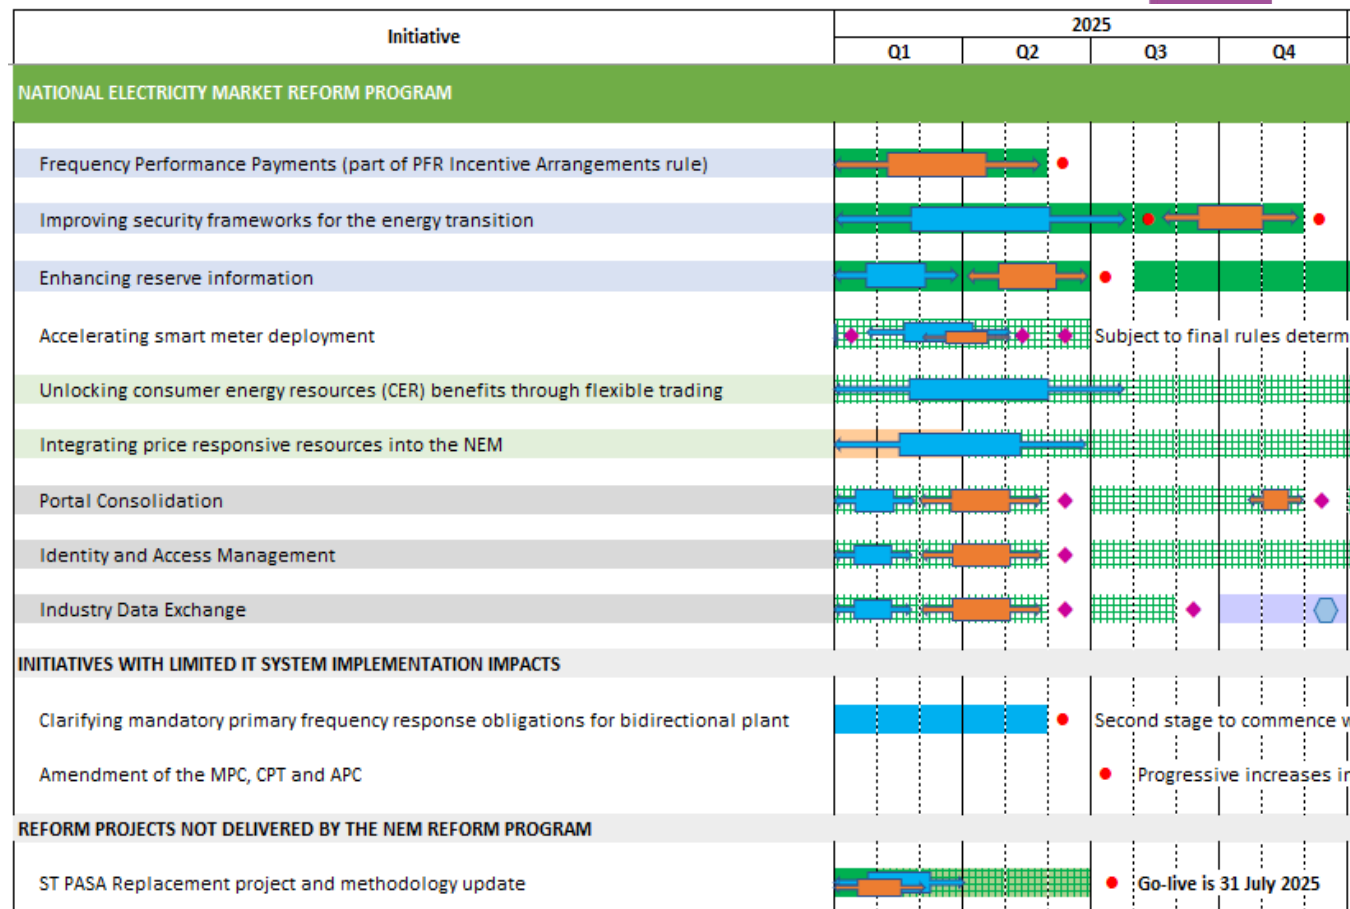 Initiative
2025
Q1 Q2 Q3 Q4
NATIONAL ELECTRICITY MARKET REFORM PROGRAM
Frequency Performance Payments (part of PFR Incentive Arrangements rule)
Improving security frameworks for the energy transition
Enhancing reserve information
Accelerating smart meter deployment
Subject to final rules determ
Unlocking consumer energy resources (CER) benefits through flexible trading
Integrating price responsive resources into the NEM
Portal Consolidation
Identity and Access Management
Industry Data Exchange
INITIATIVES WITH LIMITED IT SYSTEM IMPLEMENTATION IMPACTS
Clarifying mandatory primary frequency response obligations for bidirectional plant
Second stage to commence w
Amendment of the MPC, CPT and APC
Progressive increases in
REFORM PROJECTS NOT DELIVERED BY THE NEM REFORM PROGRAM
ST PASA Replacement project and methodology update
Go-live is 31 July 2025